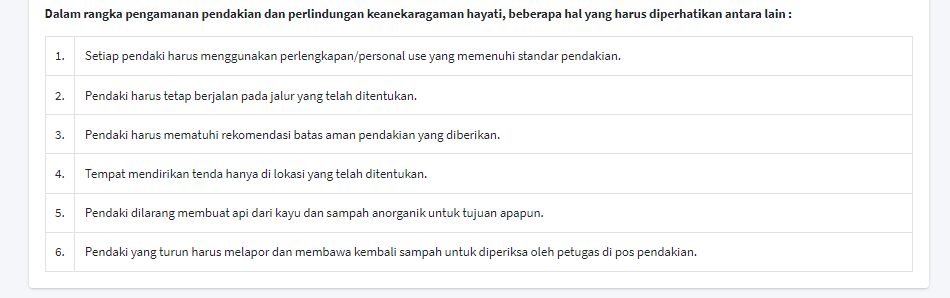 Dalam rangka pengamanan pendakian dan perlindungan keanekaragaman hayati, beberapa hal yang harus diperhatikan antara lain :
1. Setiap pendaki harus menggunakan perlengkapan/personal use yang memenuhi standar pendakian.
2. Pendaki harus tetap berjalan pada jalur yang telah ditentukan.
3. Pendaki harus mematuhi rekomendasi batas aman pendakian yang diberikan.
4. Tempat mendirikan tenda hanya di lokasi yang telah ditentukan.
5. Pendaki dilarang membuat api dari kayu dan sampah anorganik untuk tujuan apapun.
6. Pendaki yang turun harus melapor dan membawa kembali sampah untuk diperiksa oleh petugas di pos pendakian.